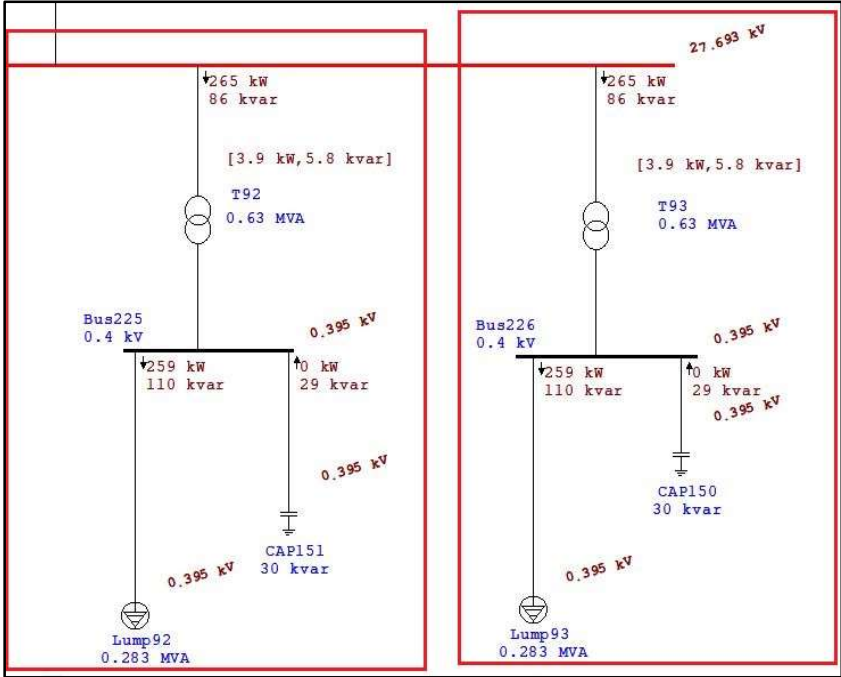 27.693 kV
265 kW
86 kvar
[3.9 kW,5.8 kvar]
T92
0.63 MVA
Bus225
0.4 kV
0.395 kV
259 kW
110 kvar
0 kW
29 kvar
0.395 kV
CAP151
30 kvar
0.395 kV
Lump92
0.283 MVA
265 kW
86 kvar
[3.9 kW,5.8 kvar]
T93
0.63 MVA
Bus226
0.4 kV
0.395 kV
259 kW
110 kvar
0 kW
29 kvar
0.395 kV
CAP150
30 kvar
0.395 kV
Lump93
0.283 MVA